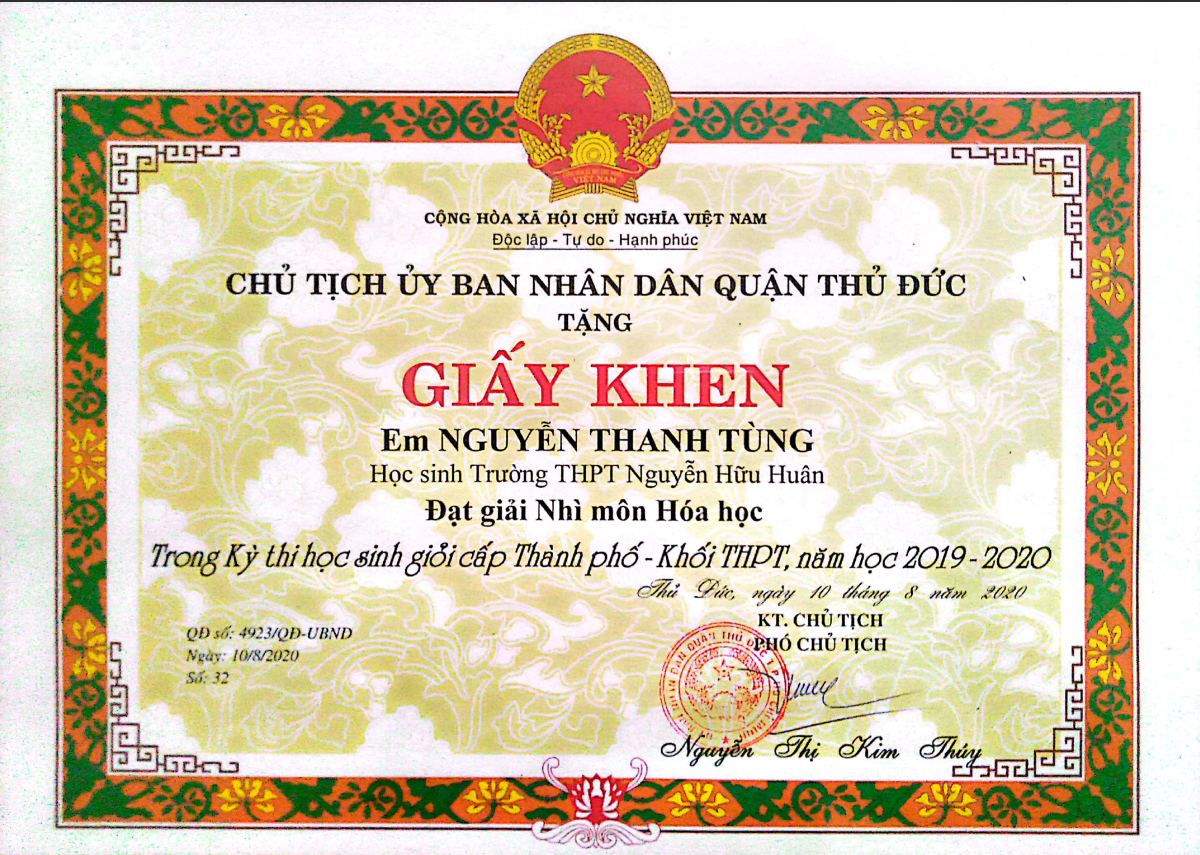 VIỆT NAM
CỘNG HÒA XÃ HỘI CHỦ NGHĨA VIỆT NAM
Độc lập - Tự do - Hạnh phúc
CHỦ TỊCH ỦY BAN NHÂN DÂN QUẬN THỦ ĐỨC
TẶNG
GIẤY KHEN
Em NGUYỄN THANH TÙNG
Học sinh Trường THPT Nguyễn Hữu Huân
Đạt giải Nhì môn Hóa học
Trong Kỳ thi học sinh giỏi cấp Thành phố - Khối THPT, năm học 2019 - 2020
Thủ Đức, ngày 10 tháng 8 năm 2020
KT. CHỦ TỊCH
PHÓ CHỦ TỊCH
QĐ số: 4923/QĐ-UBND
Ngày: 10/8/2020
Số: 32
Nguyễn Thị Kim Thúy